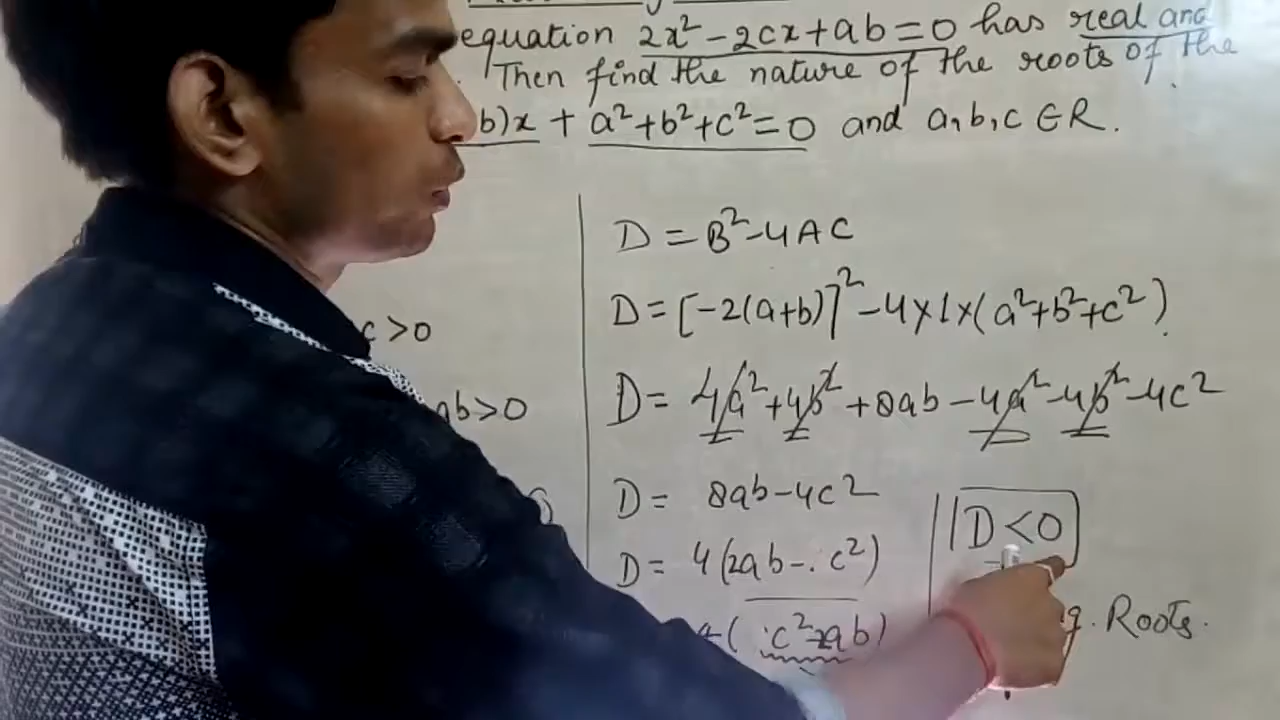 equation 2x² - 2cx + ab = 0 has real and
Then find the nature of the roots of the
b)x + a² + b² + c² = 0 and a, b, c ∈ R.
c > 0
ab > 0
D = B² - 4AC
D = [-2(a+b)]² - 4×1×(a²+b²+c²)
D = 4a² + 4b² + 8ab - 4a² - 4b² - 4c²
D = 8ab - 4c²
D = 4(2ab - c²)
(c² - 2ab)
D < 0
g. Roots.